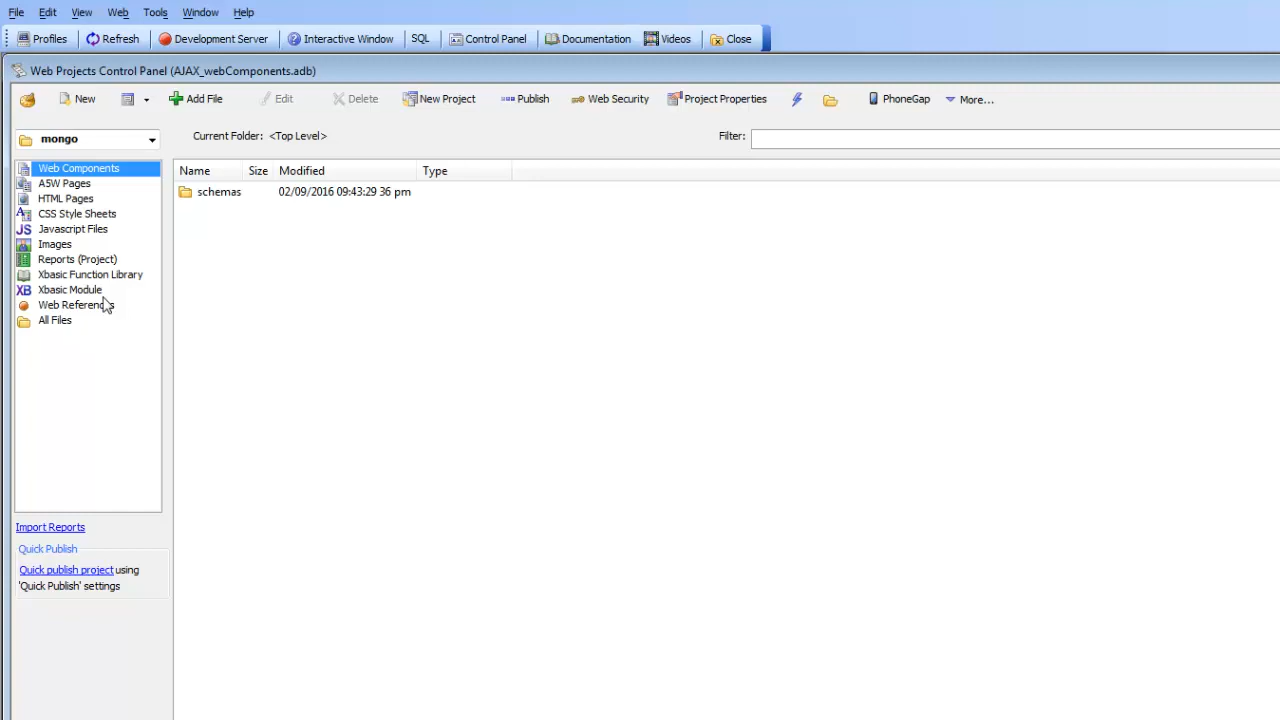 File Edit View Web Tools Window Help
Profiles Refresh Development Server Interactive Window SQL Control Panel Documentation Videos Close
Web Projects Control Panel (AJAX_webComponents.adb)
New Add File Edit Delete New Project Publish Web Security Project Properties PhoneGap More...
mongo Current Folder: <Top Level> Filter:
Name Size Modified Type
schemas 02/09/2016 09:43:29 36 pm
Web Components
A5W Pages
HTML Pages
CSS Style Sheets
JS Javascript Files
Images
Reports (Project)
Xbasic Function Library
XB Xbasic Module
Web References
All Files
Import Reports
Quick Publish
Quick publish project using
'Quick Publish' settings